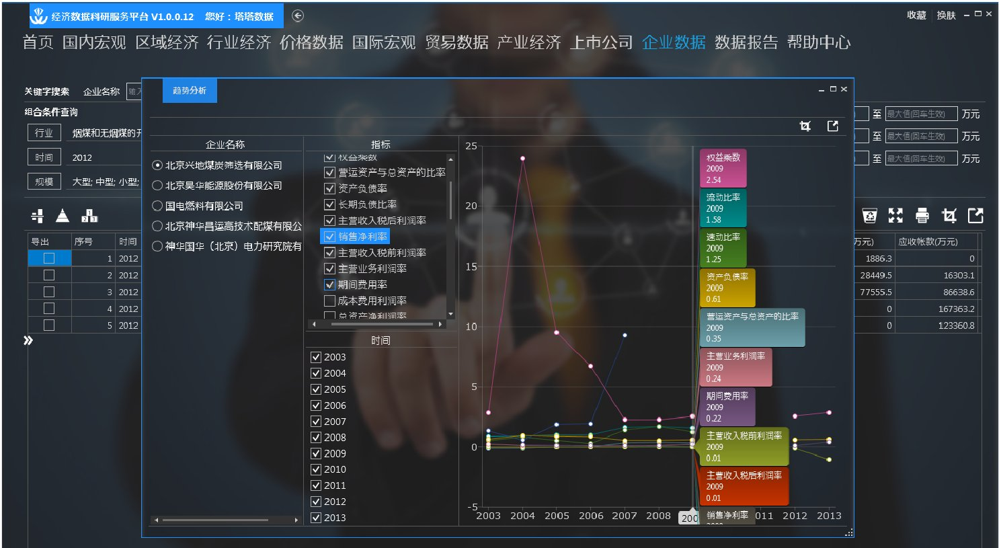 经济数据科研服务平台 V1.0.0.12 您好：塔塔数据
收藏 换肤
首页 国内宏观 区域经济 行业经济 价格数据 国际宏观 贸易数据 产业经济 上市公司 企业数据 数据报告 帮助中心
关键字搜索 企业名称 输入
组合条件查询
行业 烟煤和无烟煤的开
时间 2012
规模 大型; 中型; 小型;
至 最大值(回车生效) 万元
至 最大值(回车生效) 万元
至 最大值(回车生效) 万元
导出 序号 时间
1 2012
2 2012
3 2012
4 2012
5 2012
万元) 应收帐款(万元)
1886.3 0
28449.5 16303.1
77555.5 86638.6
0 167363.2
0 123360.8
趋势分析
企业名称
北京兴地煤炭筛选有限公司
北京昊华能源股份有限公司
国电燃料有限公司
北京神华昌运高技术配煤有限公
神华国华（北京）电力研究院有
指标
权益乘数
营运资产与总资产的比率
资产负债率
长期负债比率
主营收入税后利润率
销售净利率
主营收入税前利润率
主营业务利润率
期间费用率
成本费用利润率
总资产净利润率
时间
2003
2004
2005
2006
2007
2008
2009
2010
2011
2012
2013
25
20
15
10
5
0
-5
2003 2004 2005 2006 2007 2008 200 011 2012 2013
权益乘数
2009
2.54
流动比率
2009
1.58
速动比率
2009
1.25
资产负债率
2009
0.61
营运资产与总资产的比率
2009
0.35
主营业务利润率
2009
0.24
期间费用率
2009
0.22
主营收入税前利润率
2009
0.01
主营收入税后利润率
2009
0.01
销售净利率